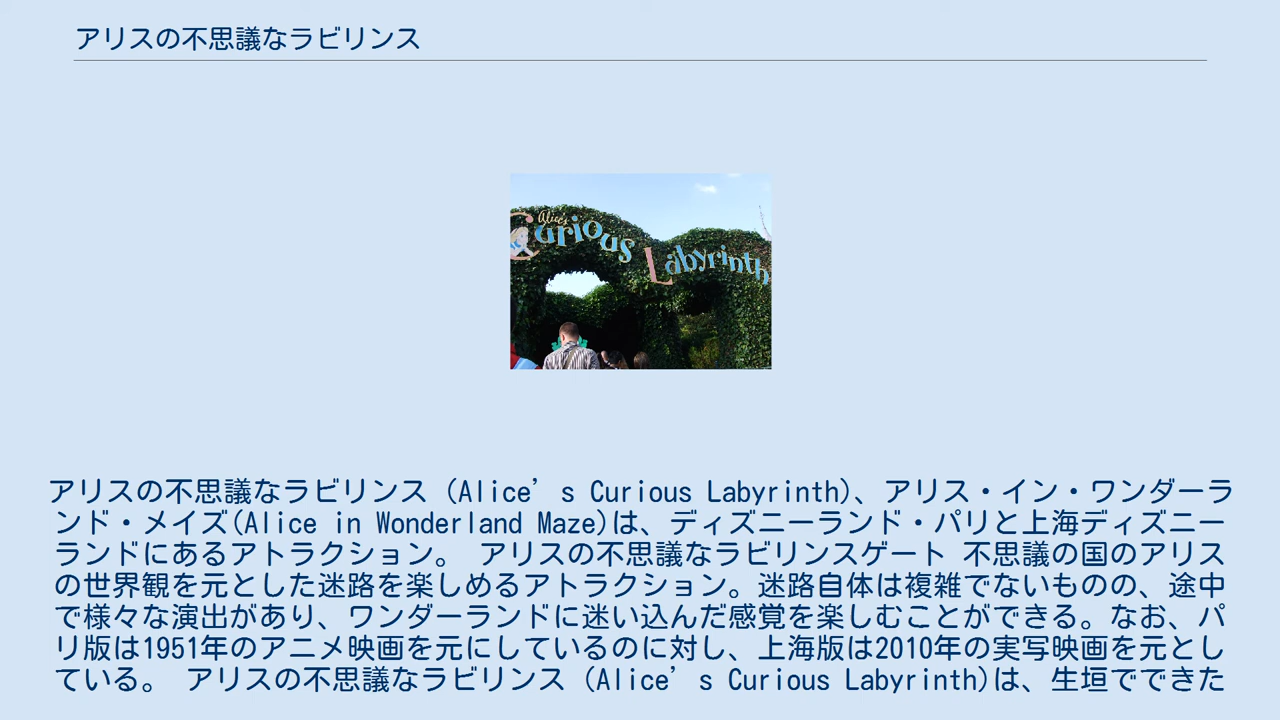 アリスの不思議なラビリンス
Alice's
Curious Labyrinth
アリスの不思議なラビリンス (Alice’s Curious Labyrinth)、アリス・イン・ワンダーラ
ンド・メイズ(Alice in Wonderland Maze)は、ディズニーランド・パリと上海ディズニー
ランドにあるアトラクション。 アリスの不思議なラビリンスゲート 不思議の国のアリス
の世界観を元とした迷路を楽しめるアトラクション。迷路自体は複雑でないものの、途中
で様々な演出があり、ワンダーランドに迷い込んだ感覚を楽しむことができる。なお、パ
リ版は1951年のアニメ映画を元にしているのに対し、上海版は2010年の実写映画を元とし
ている。 アリスの不思議なラビリンス (Alice’s Curious Labyrinth)は、生垣でできた